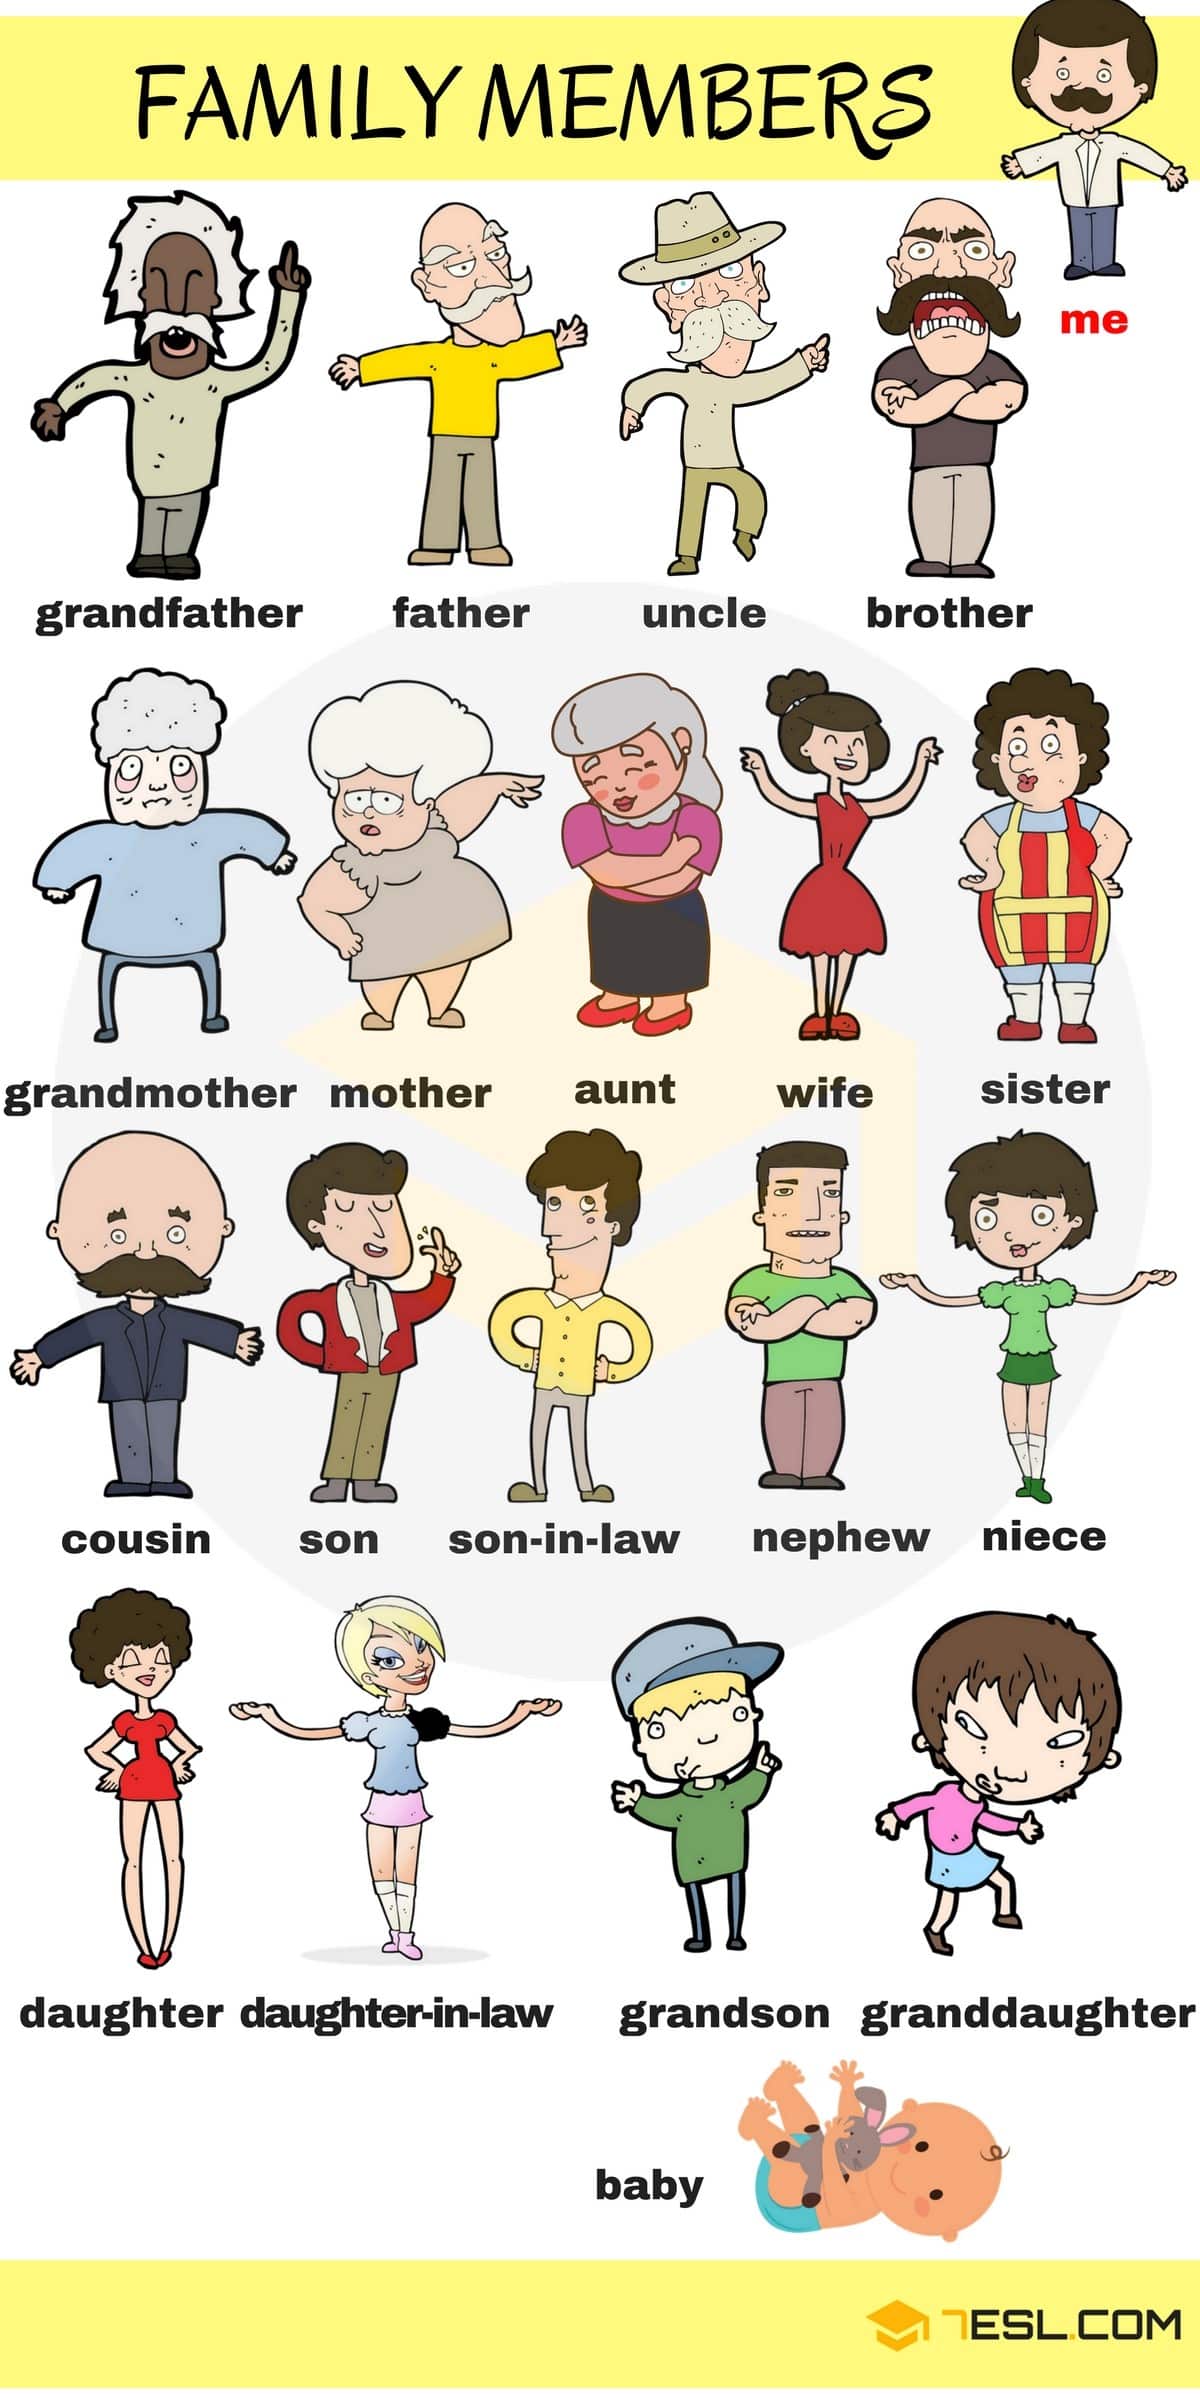 FAMILY MEMBERS
me
grandfather father uncle brother
grandmother mother aunt wife sister
cousin son son-in-law nephew niece
daughter daughter-in-law grandson granddaughter
baby
7ESL.COM